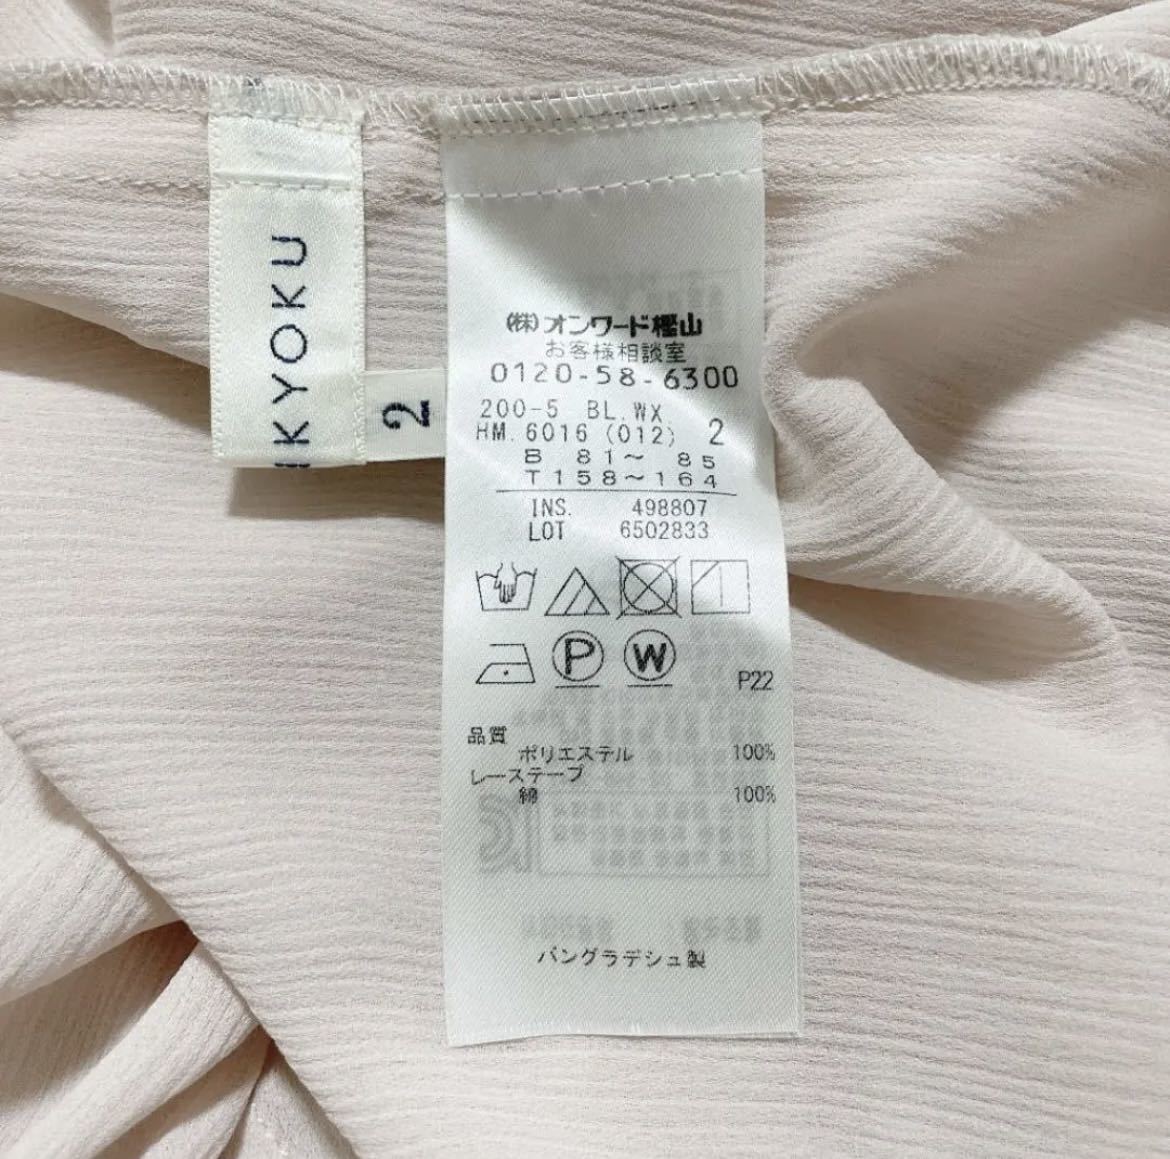 KYOKU
2
(株)オンワード樫山
お客様相談室
0120-58-6300
200-5 BL.WX
HM. 6016 (012) 2
B 81～ 85
T158～164
INS. 498807
LOT 6502833
P
W
P22
品質
ポリエステル 100%
レーステープ
綿 100%
バングラデシュ製